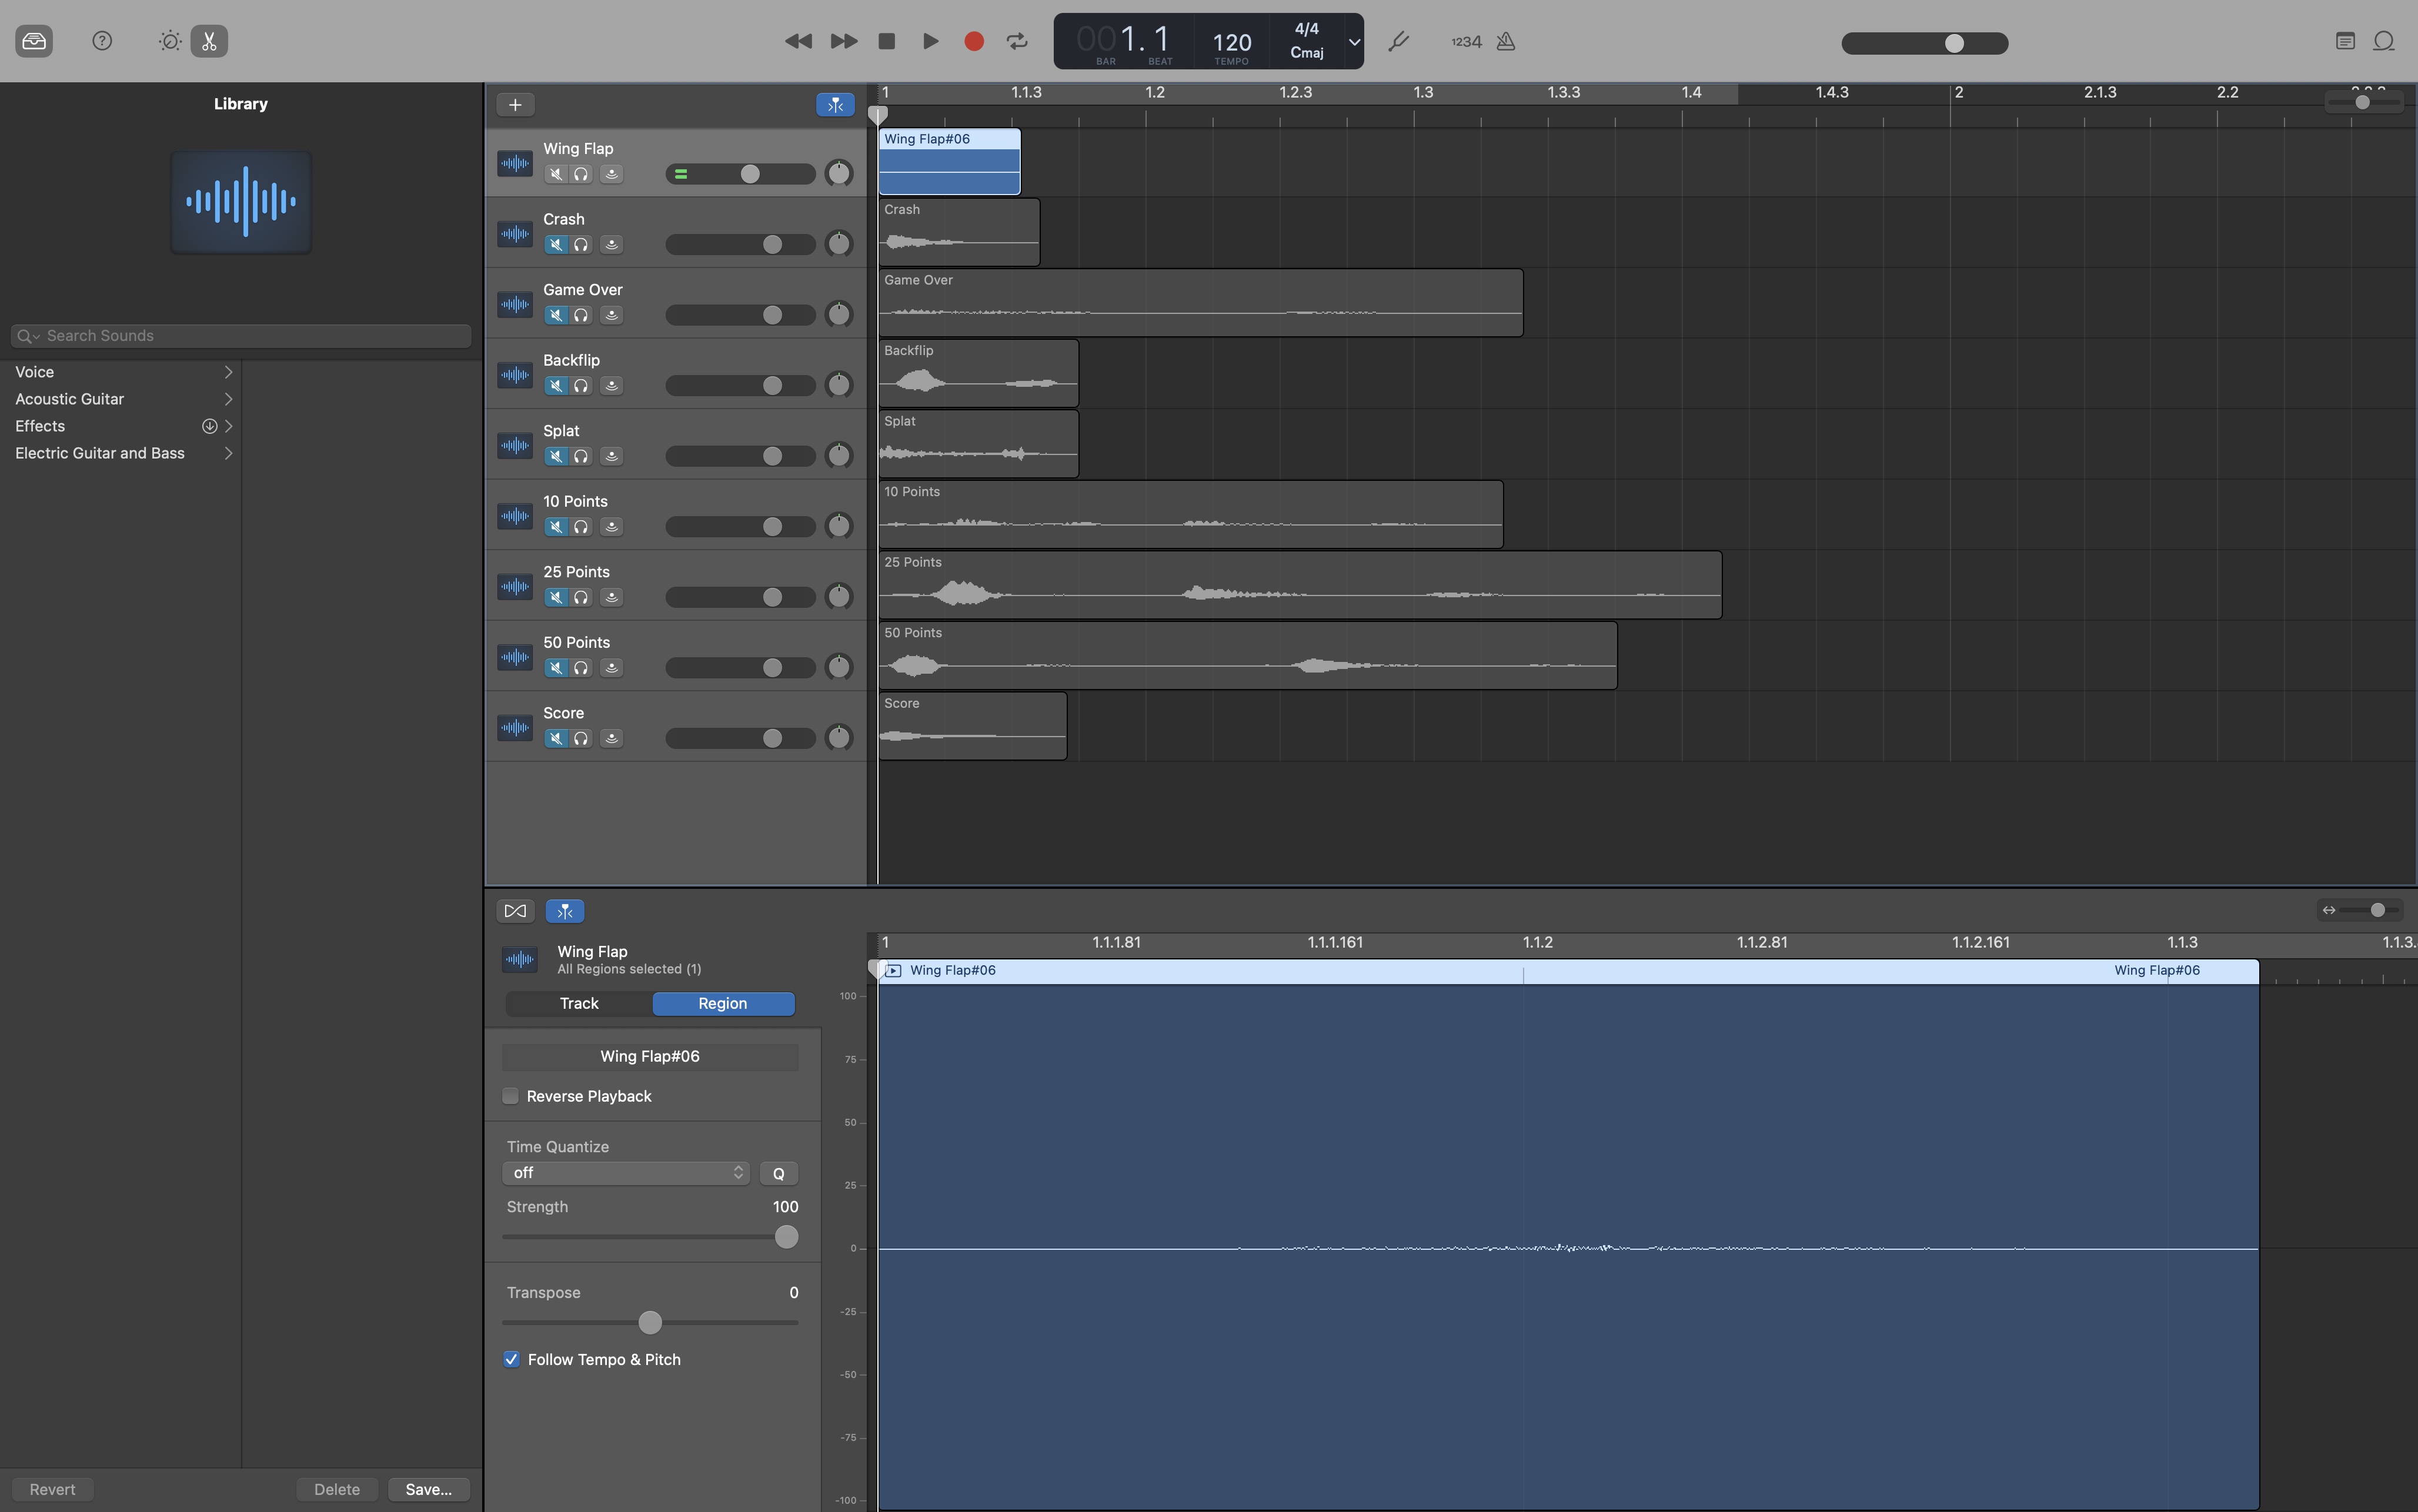 001. 1
BAR
BEAT
120
TEMPO
4/4
Cmaj
1234
Library
Search Sounds
Voice
Acoustic Guitar
Effects
Electric Guitar and Bass
Revert
Delete
Save...
1
1.1.3
1.2
1.2.3
1.3
1.3.3
1.4
1.4.3
2
2.1.3
2.2
Wing Flap
Wing Flap#06
Crash
Crash
Game Over
Game Over
Backflip
Backflip
Splat
Splat
10 Points
10 Points
25 Points
25 Points
50 Points
50 Points
Score
Score
Wing Flap
All Regions selected (1)
Track
Region
Wing Flap#06
Reverse Playback
Time Quantize
off
Q
Strength
100
Transpose
0
Follow Tempo & Pitch
1
1.1.1.81
1.1.1.161
1.1.2
1.1.2.81
1.1.2.161
1.1.3
1.1.3.
Wing Flap#06
Wing Flap#06
100
75
50
25
0
-25
-50
-75
-100